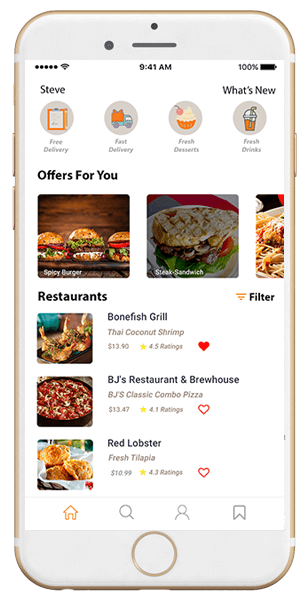 9:41 AM 100%
Steve What's New
Free Delivery
Fast Delivery
Fresh Desserts
Fresh Drinks
Offers For You
Spicy Burger
Steak-Sandwich
Restaurants Filter
Bonefish Grill
Thai Coconut Shrimp
$13.90 4.5 Ratings
BJ's Restaurant & Brewhouse
BJ'S Classic Combo Pizza
$13.47 4.1 Ratings
Red Lobster
Fresh Tilapia
$10.99 4.3 Ratings